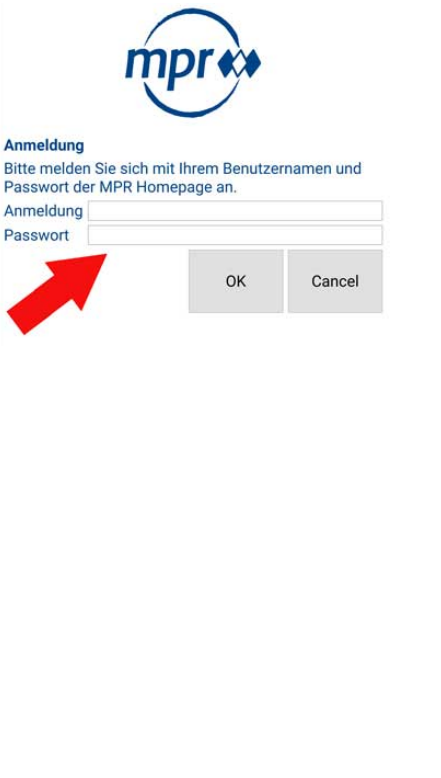 mpr
Anmeldung
Bitte melden Sie sich mit Ihrem Benutzernamen und
Passwort der MPR Homepage an.
Anmeldung
Passwort
OK Cancel